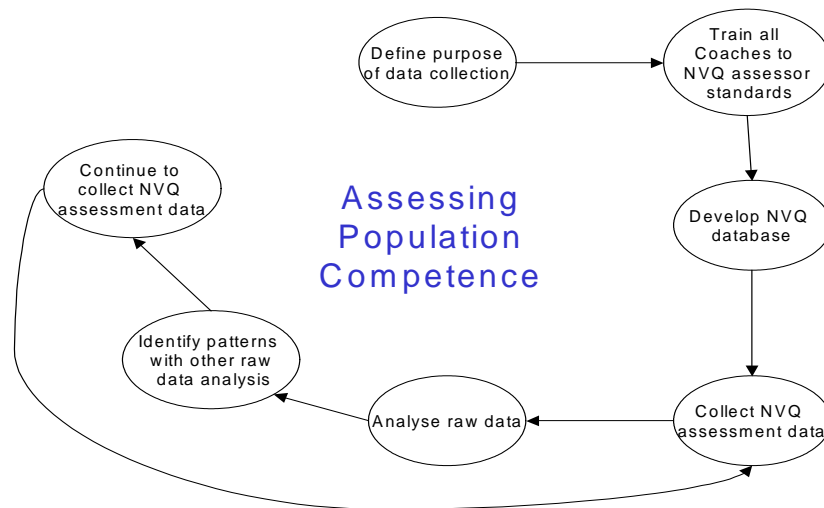 Define purpose
of data collection
Train all
Coaches to
NVQ assessor
standards
Continue to
collect NVQ
assessment data
Assessing
Population
Competence
Develop NVQ
database
Identify patterns
with other raw
data analysis
Analyse raw data
Collect NVQ
assessment data